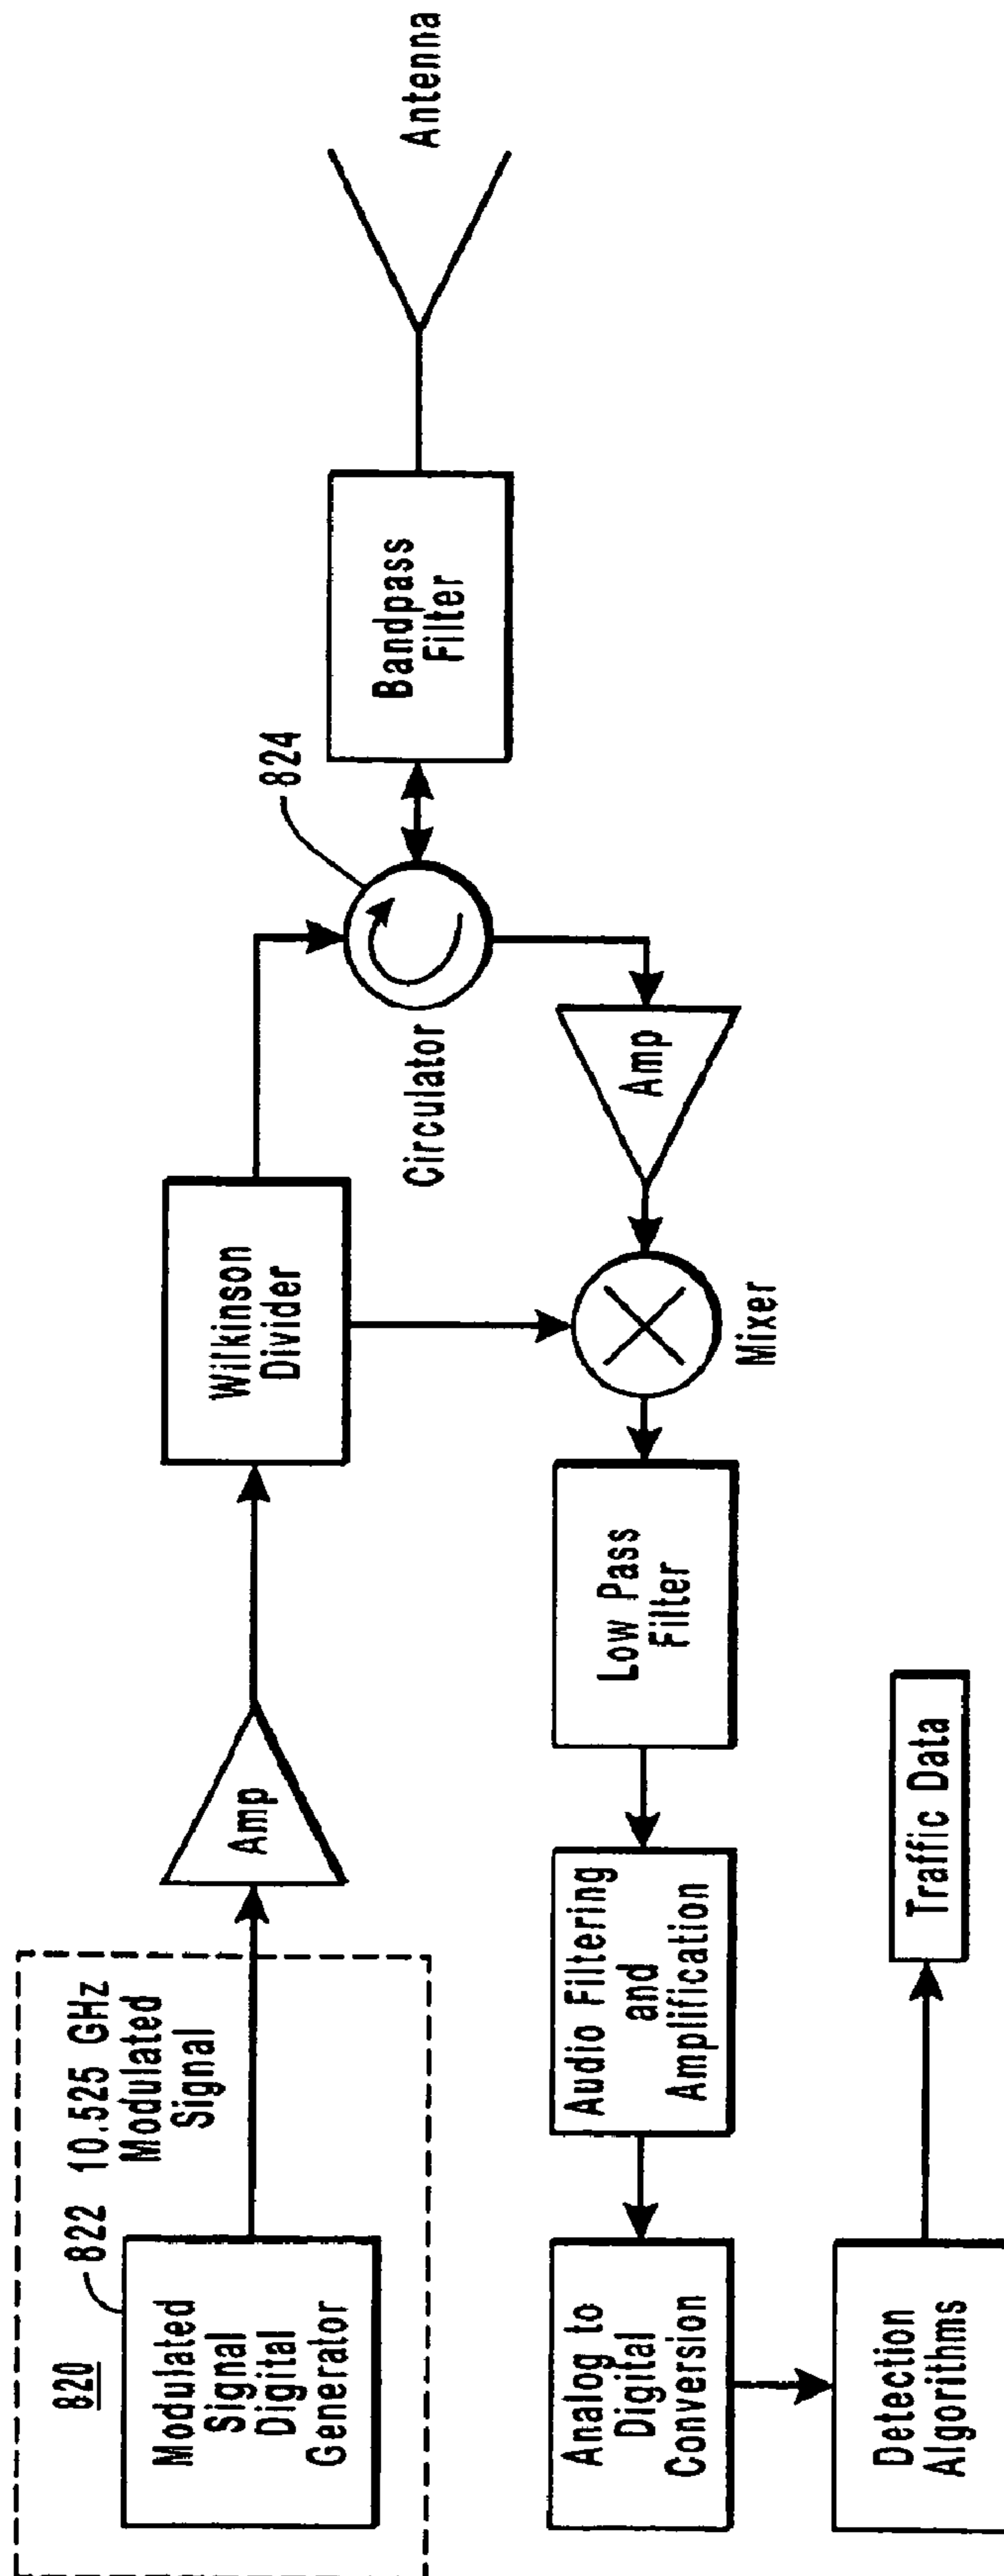 820
822
10.525 GHz
Modulated
Signal
Modulated
Signal
Digital
Generator
Amp
Wilkinson
Divider
824
Circulator
Bandpass
Filter
Antenna
Amp
Mixer
Low Pass
Filter
Audio Filtering
and
Amplification
Analog to
Digital
Conversion
Detection
Algorithms
Traffic Data